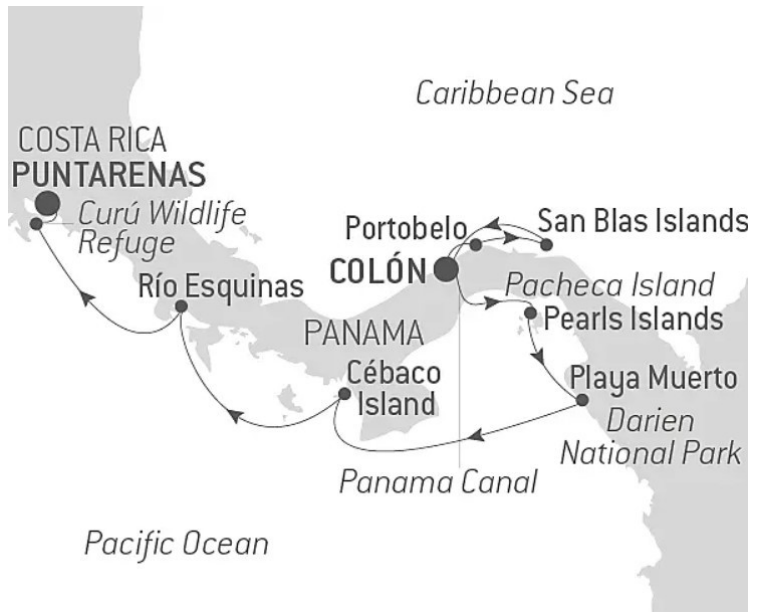 Caribbean Sea
COSTA RICA
PUNTARENAS
Curú Wildlife
Refuge
Portobelo
San Blas Islands
COLÓN
Río Esquinas
Pacheca Island
Pearls Islands
PANAMA
Cébaco
Island
Playa Muerto
Darien
National Park
Panama Canal
Pacific Ocean